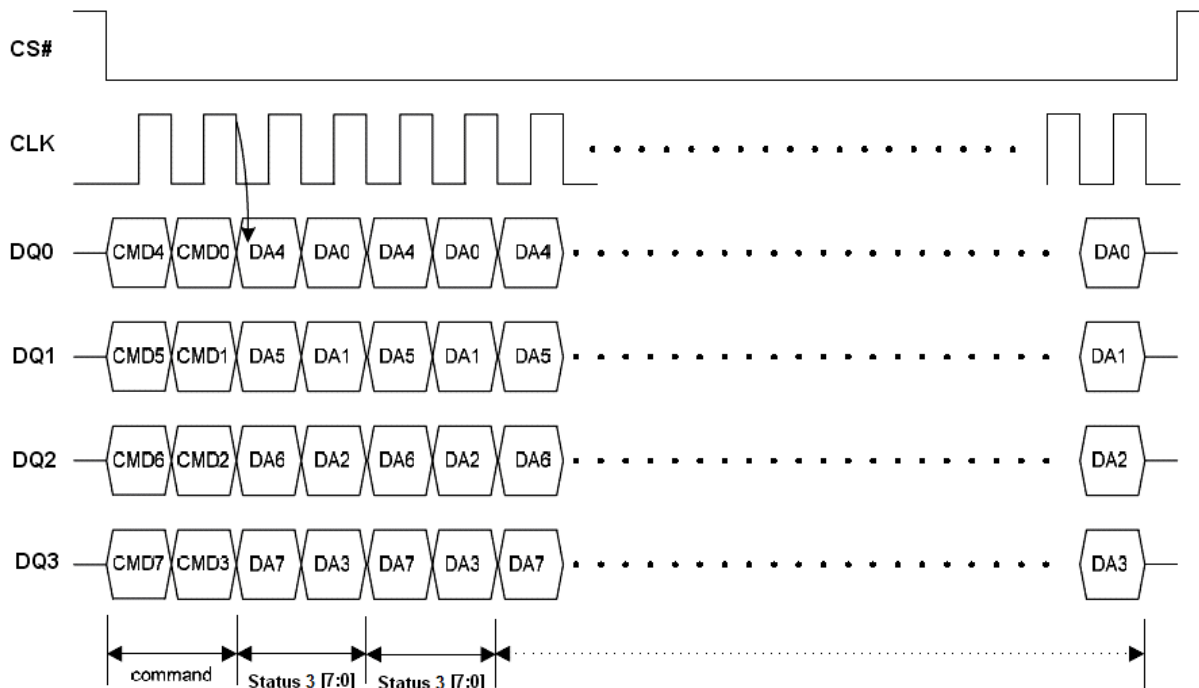 CS#
CLK
DQ0 CMD4 CMD0 DA4 DA0 DA4 DA0 DA4 DA0
DQ1 CMD5 CMD1 DA5 DA1 DA5 DA1 DA5 DA1
DQ2 CMD6 CMD2 DA6 DA2 DA6 DA2 DA6 DA2
DQ3 CMD7 CMD3 DA7 DA3 DA7 DA3 DA7 DA3
command Status 3 [7:0] Status 3 [7:0]